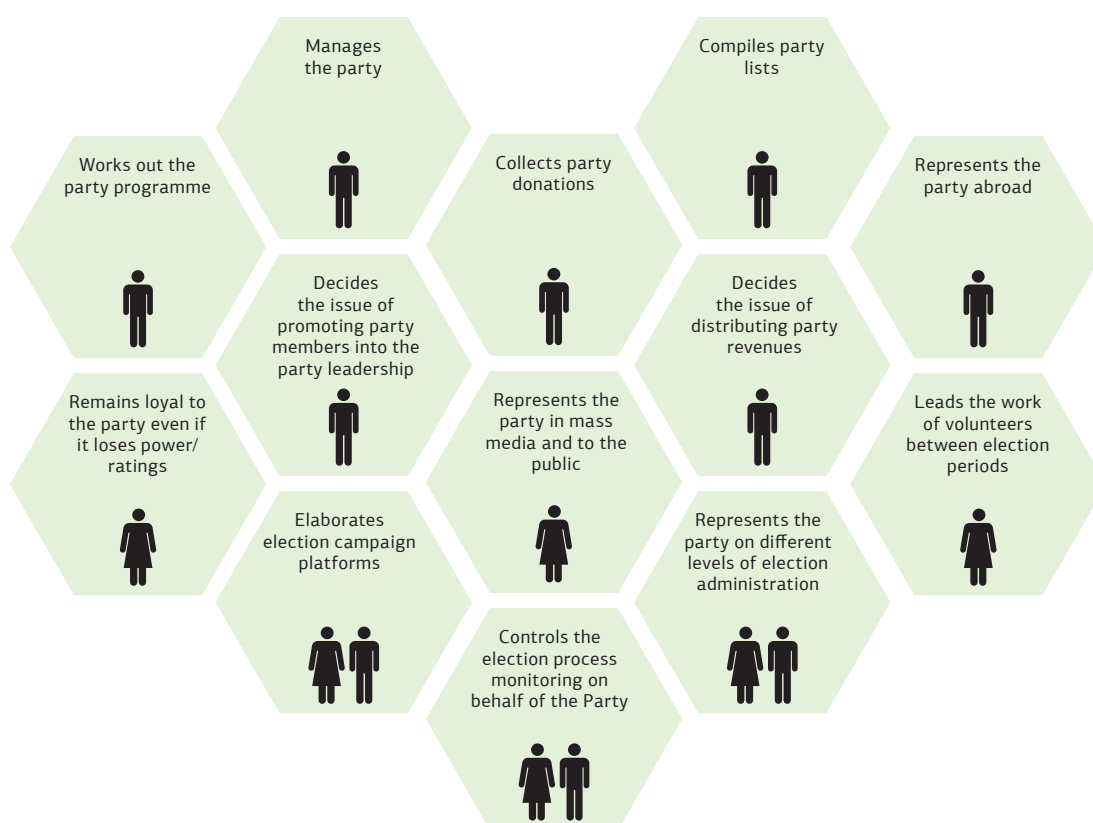 Manages
the party
Compiles party
lists
Works out the
party programme
Collects party
donations
Represents the
party abroad
Decides
the issue of
promoting party
members into the
party leadership
Decides
the issue of
distributing party
revenues
Remains loyal to
the party even if
it loses power/
ratings
Represents the
party in mass
media and to the
public
Leads the work
of volunteers
between election
periods
Elaborates
election campaign
platforms
Represents the
party on different
levels of election
administration
Controls the
election process
monitoring on
behalf of the Party